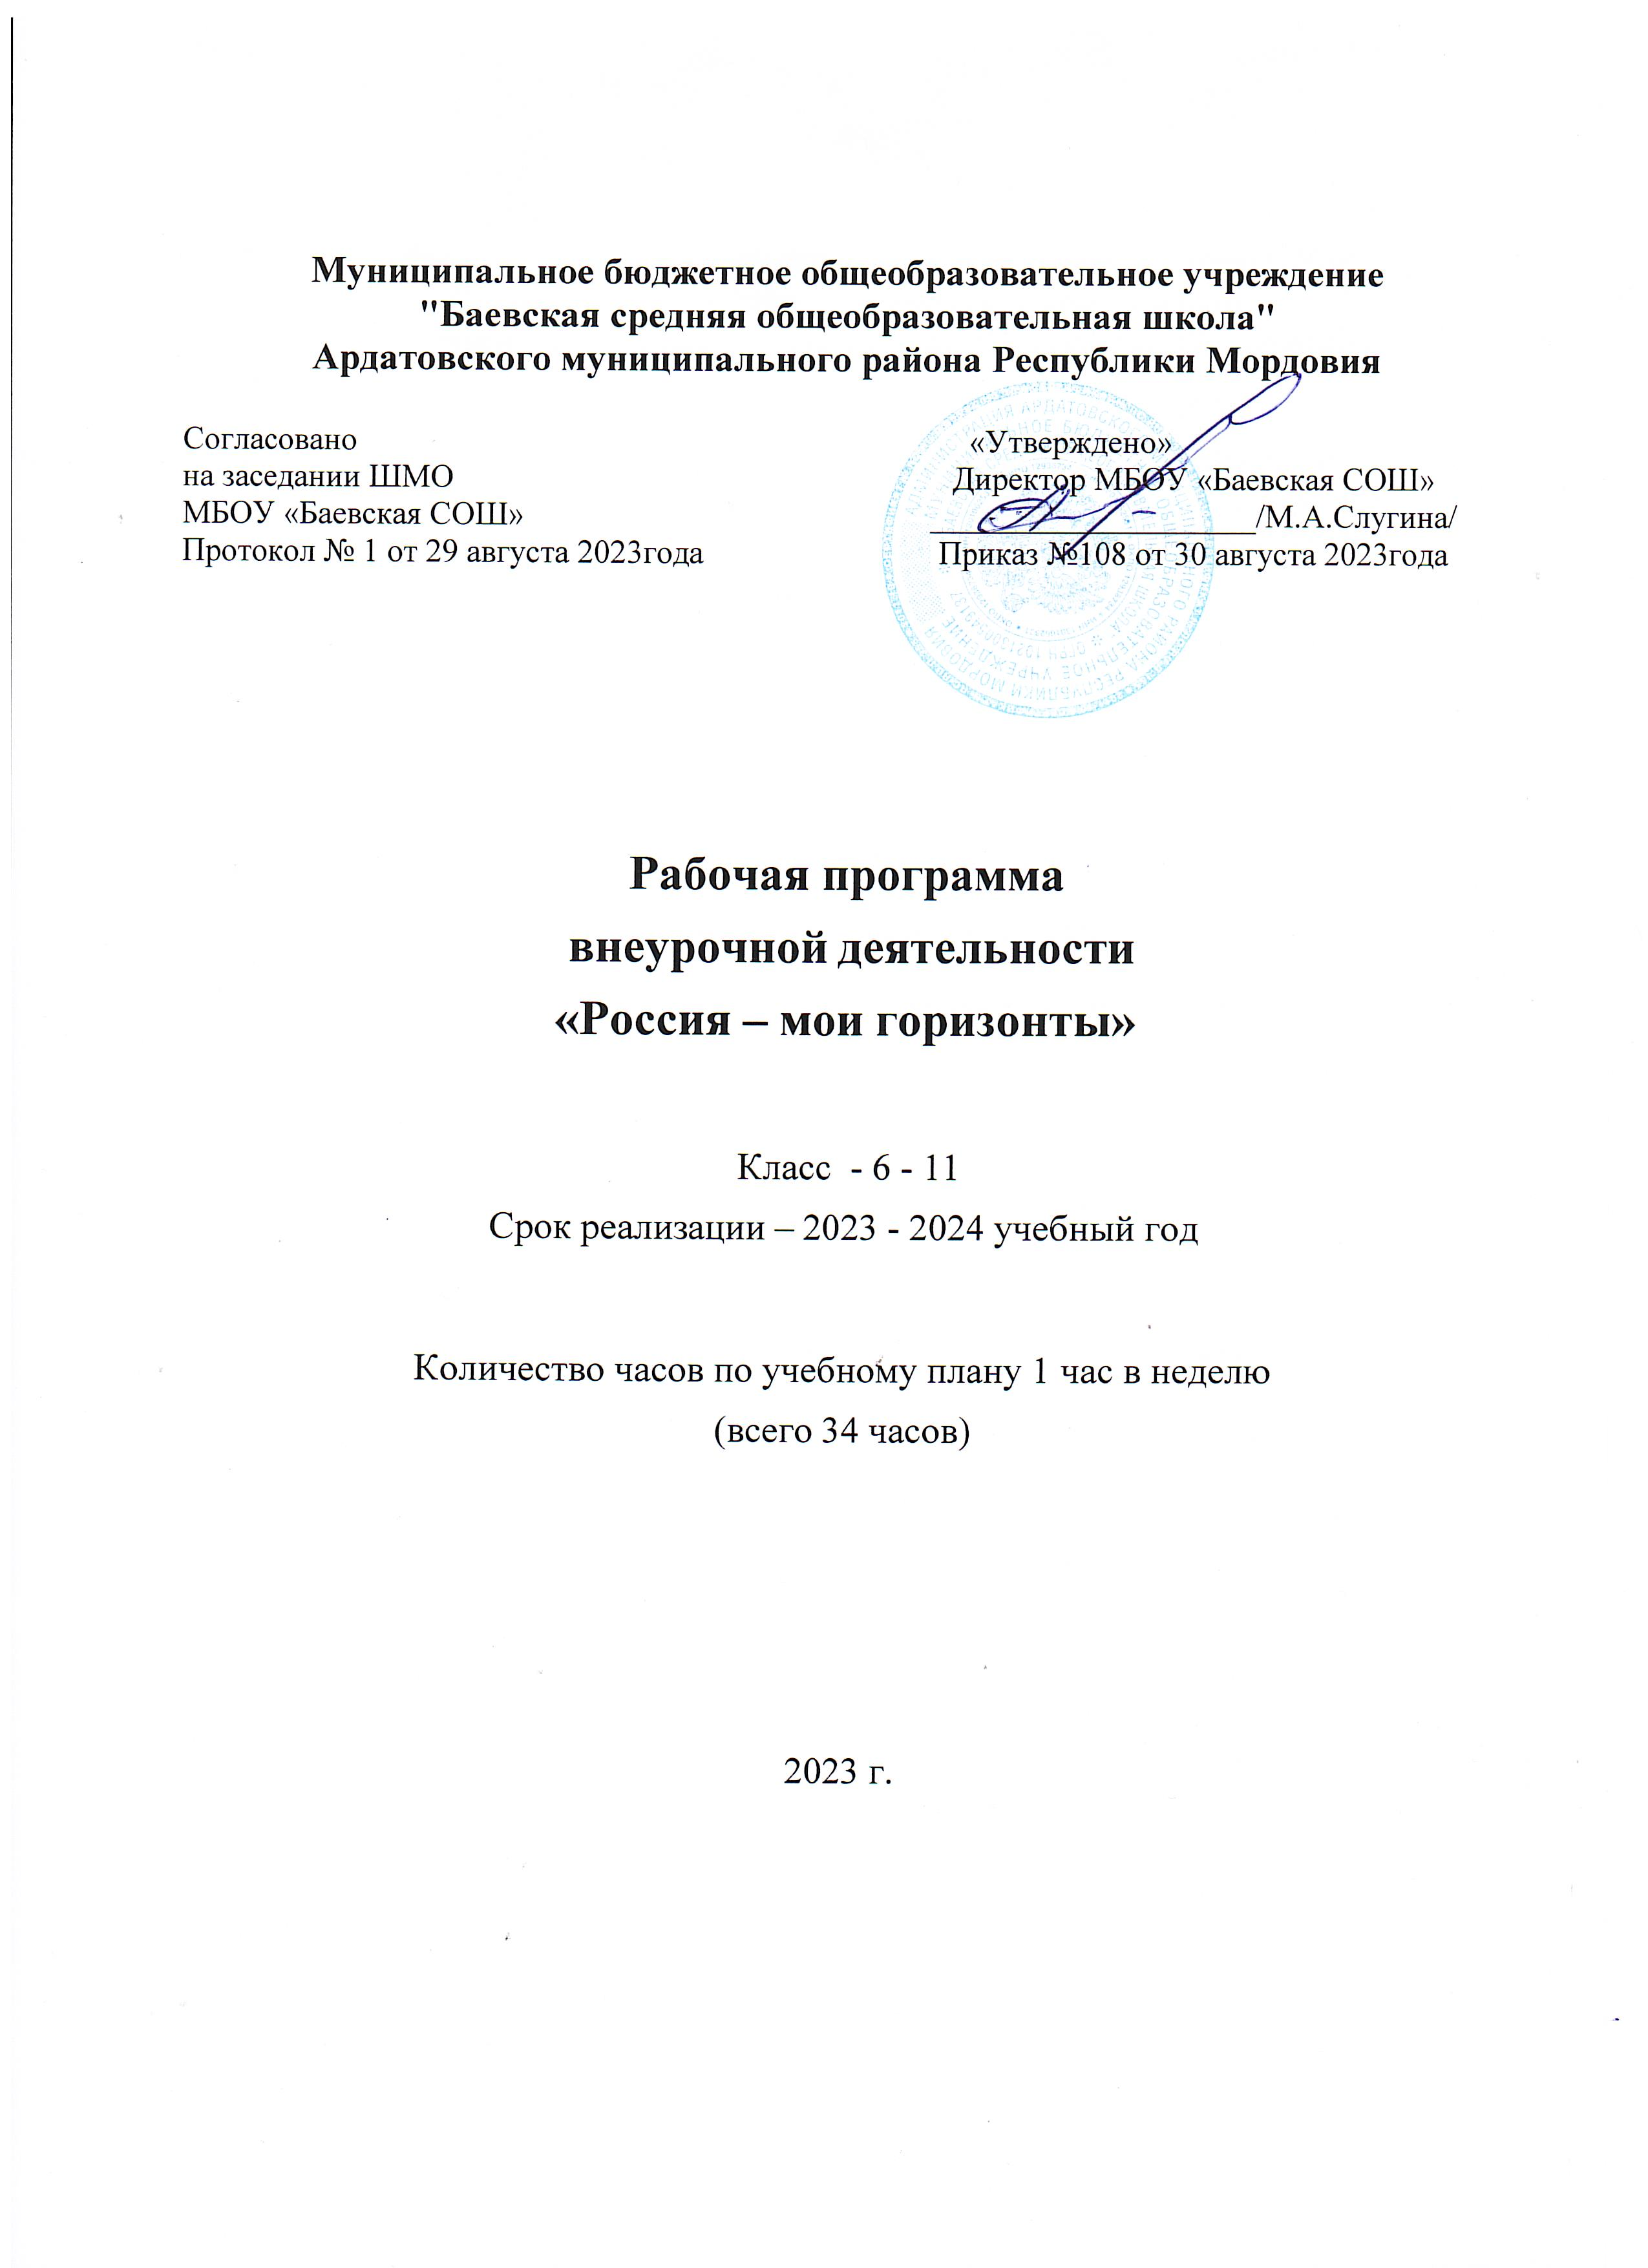 Муниципальное бюджетное общеобразовательное учреждение
"Баевская средняя общеобразовательная школа"
Ардатовского муниципального района Республики Мордовия
Согласовано
на заседании ШМО
МБОУ «Баевская СОШ»
Протокол № 1 от 29 августа 2023года
«Утверждено»
Директор МБОУ «Баевская СОШ»
/М.А.Слугина/
Приказ №108 от 30 августа 2023года
Рабочая программа
внеурочной деятельности
«Россия – мои горизонты»
Класс - 6 - 11
Срок реализации – 2023 - 2024 учебный год
Количество часов по учебному плану 1 час в неделю
(всего 34 часов)
2023 г.